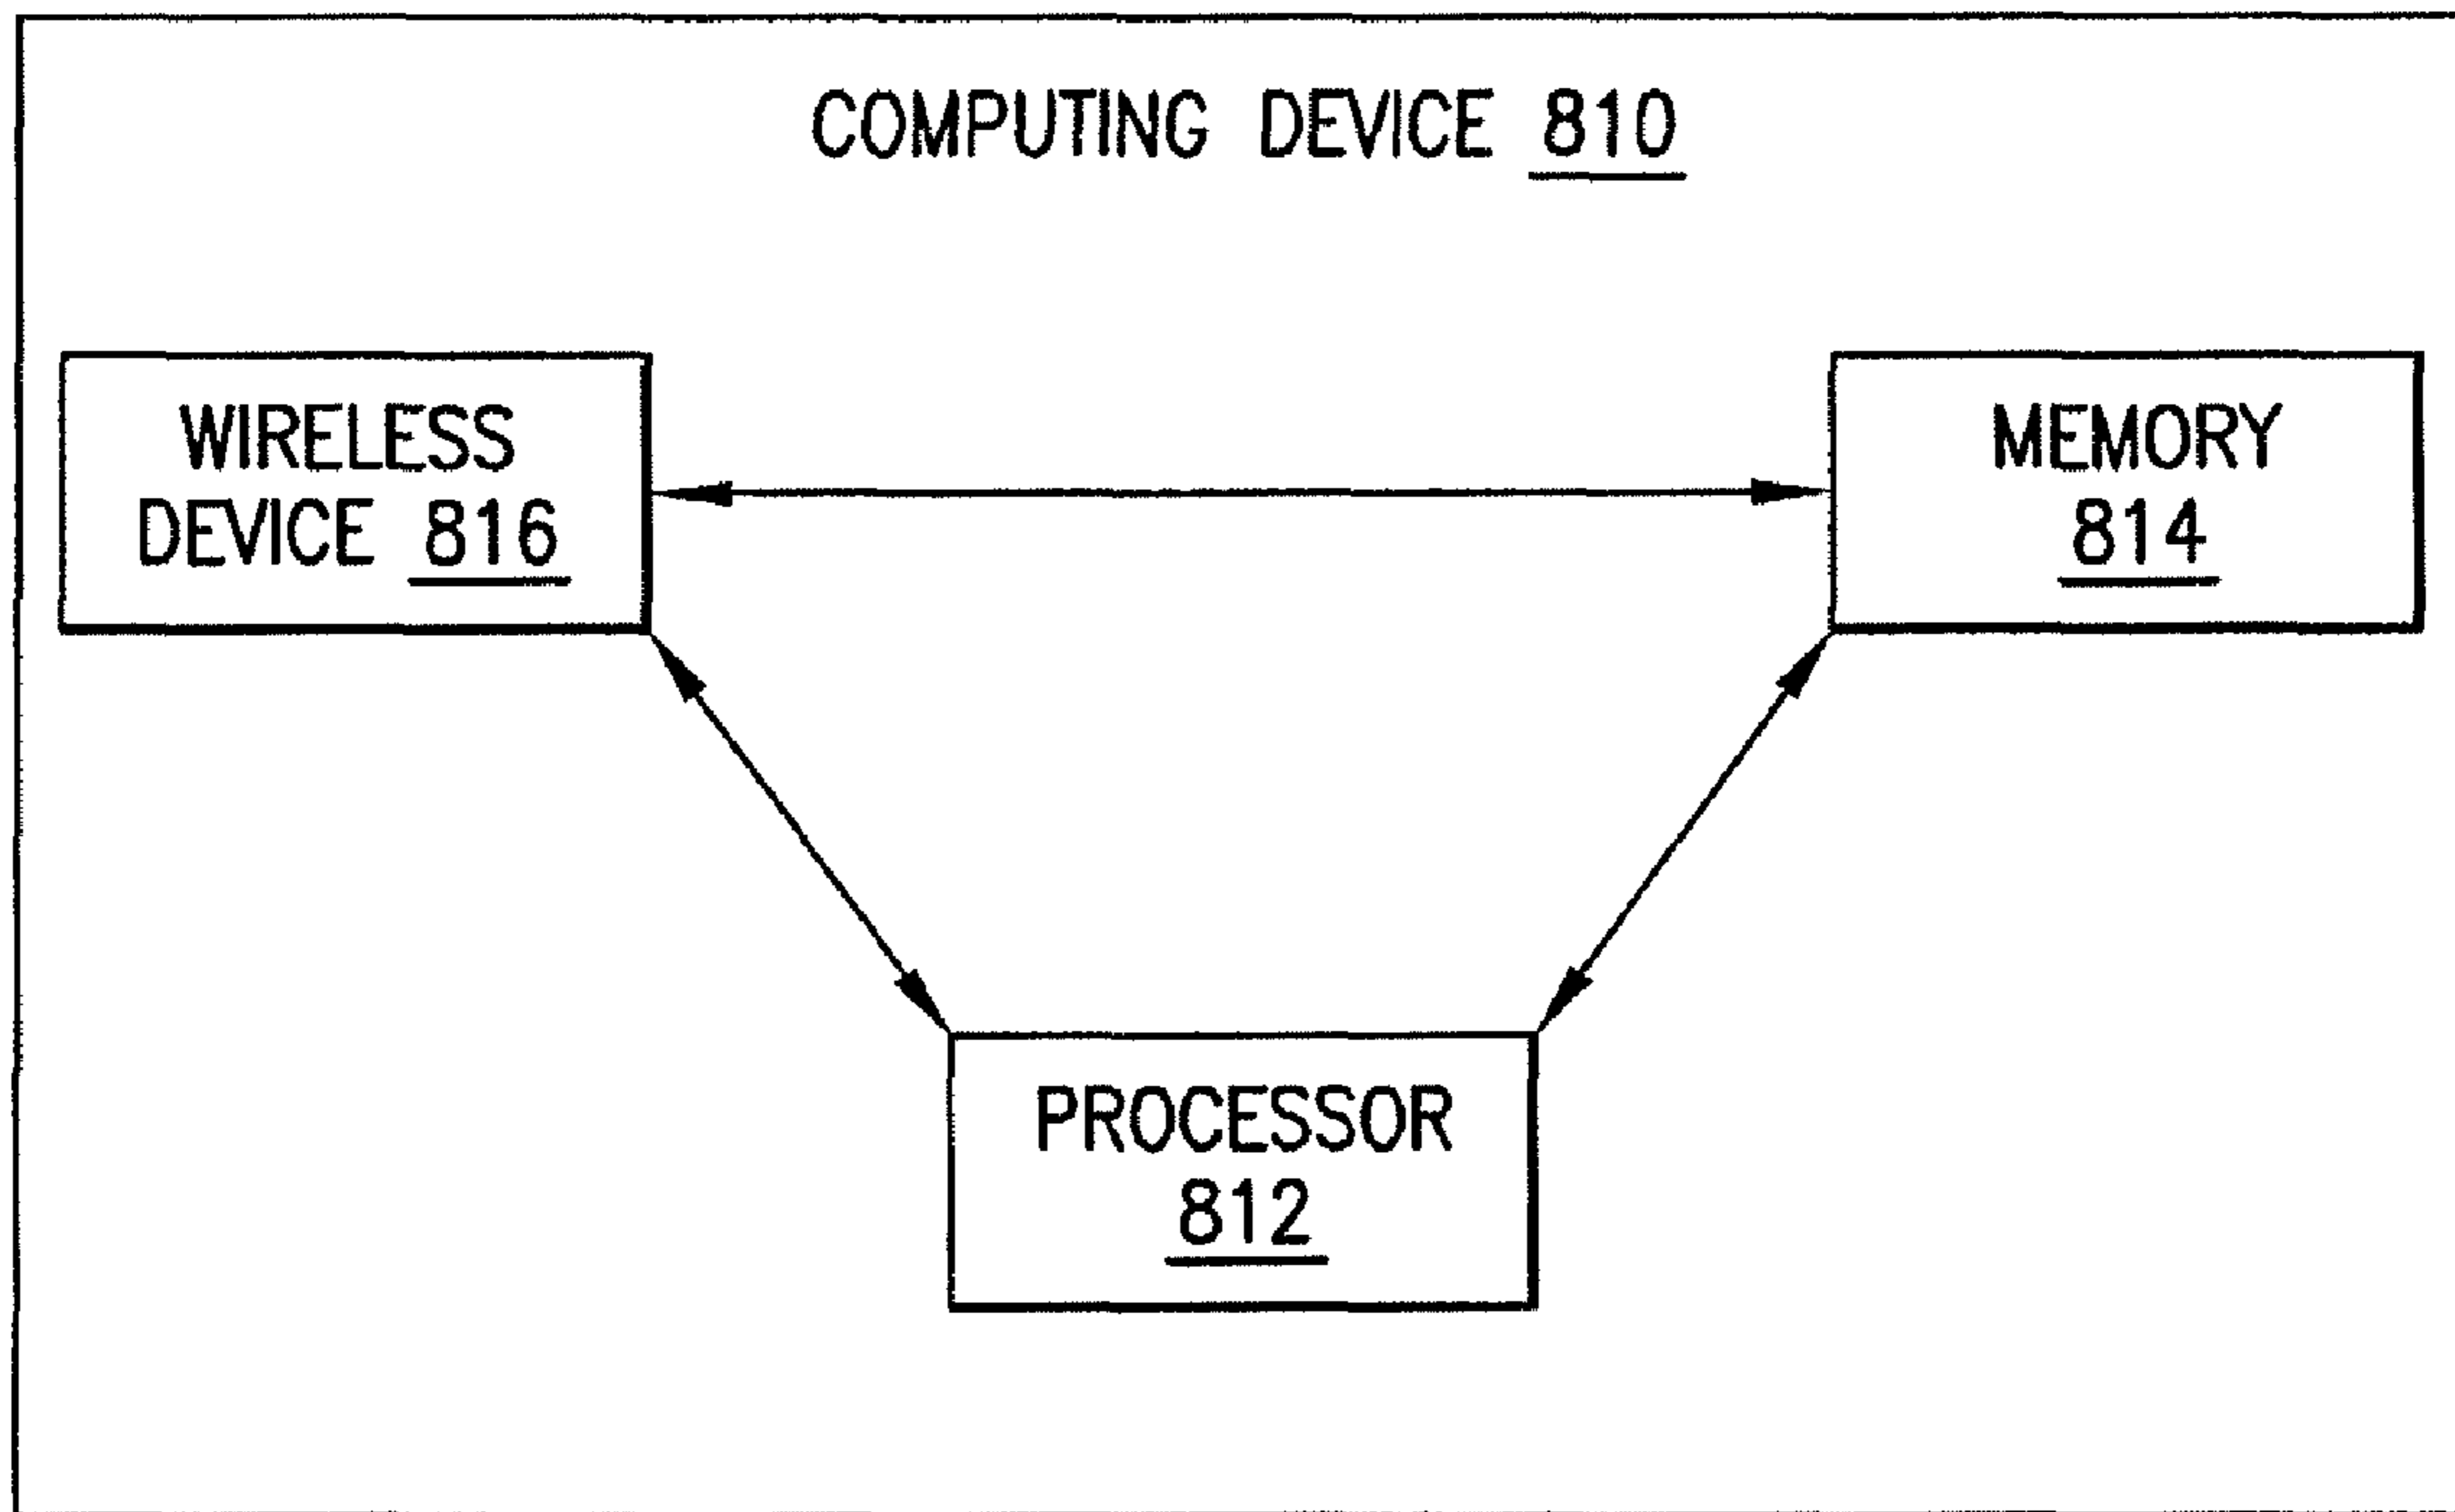 COMPUTING DEVICE 810
WIRELESS
DEVICE 816
MEMORY
814
PROCESSOR
812